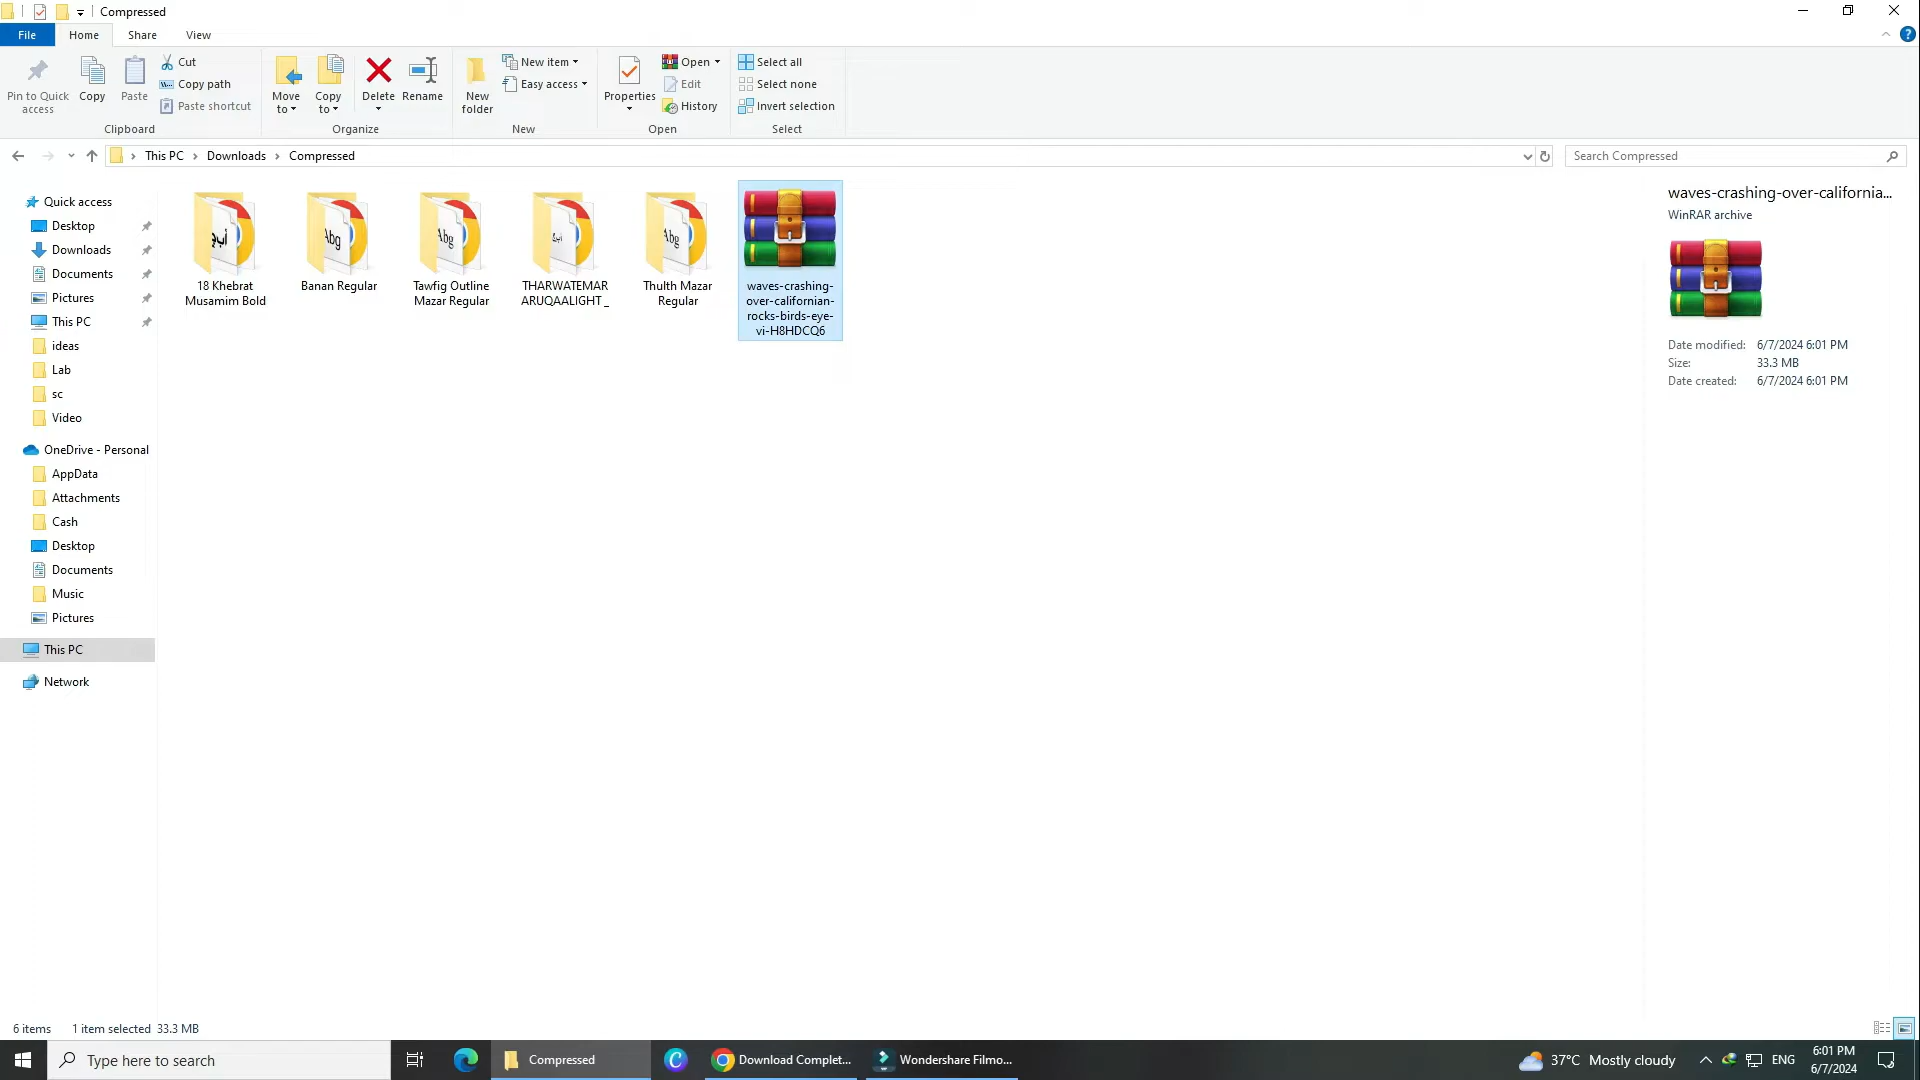 Compressed
File
Home
Share
View
Pin to Quick
access
Copy
Paste
Cut
Copy path
Paste shortcut
Clipboard
Move
to
Copy
to
Delete
Rename
Organize
New
folder
New item
Easy access
New
Properties
Open
Edit
History
Open
Select all
Select none
Invert selection
Select
This PC
Downloads
Compressed
Search Compressed
Quick access
Desktop
Downloads
Documents
Pictures
This PC
ideas
Lab
sc
Video
OneDrive - Personal
AppData
Attachments
Cash
Desktop
Documents
Music
Pictures
This PC
Network
Abg
Abg
Abg
18 Khebrat
Musamim Bold
Banan Regular
Tawfig Outline
Mazar Regular
THARWATEMAR
ARUQAALIGHT_
Thulth Mazar
Regular
waves-crashing-
over-californian-
rocks-birds-eye-
vi-H8HDCQ6
waves-crashing-over-california...
WinRAR archive
Date modified: 6/7/2024 6:01 PM
Size: 33.3 MB
Date created: 6/7/2024 6:01 PM
6 items 1 item selected 33.3 MB
Type here to search
Compressed
Download Complet...
Wondershare Filmo...
37°C Mostly cloudy
ENG
6:01 PM
6/7/2024